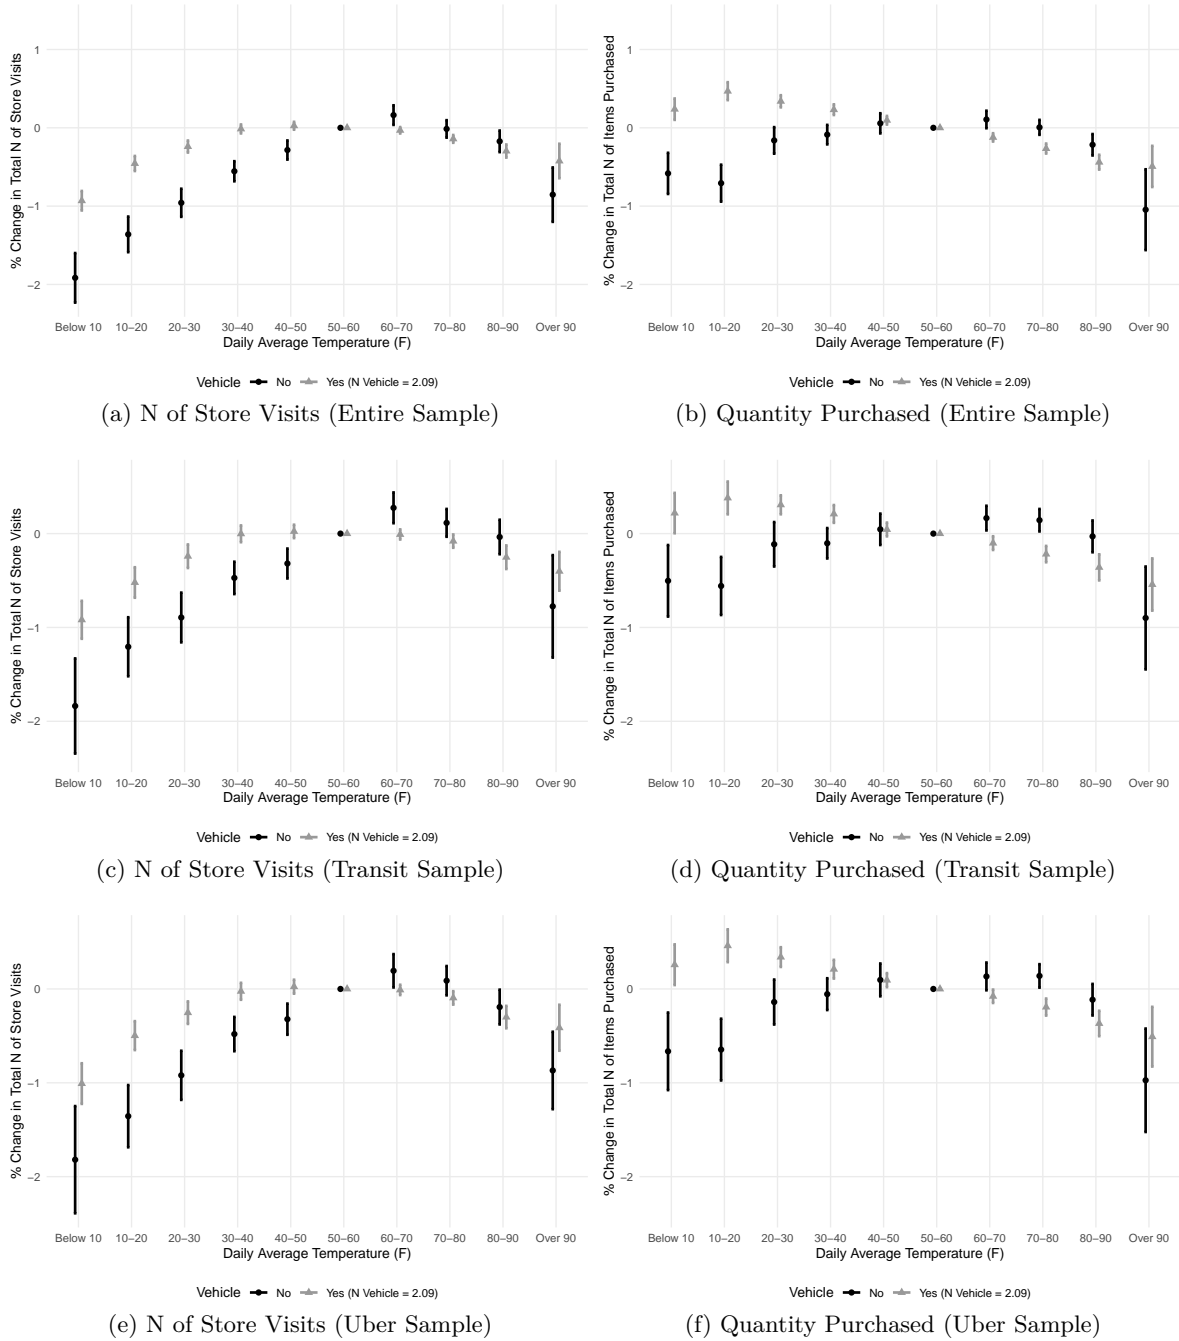 % Change in Total N of Store Visits
1
0
−1
−2
Below 10 10−20 20−30 30−40 40−50 50−60 60−70 70−80 80−90 Over 90
Daily Average Temperature (F)
Vehicle No Yes (N Vehicle = 2.09)
(a) N of Store Visits (Entire Sample)
% Change in Total N of Items Purchased
1
0
−1
−2
Below 10 10−20 20−30 30−40 40−50 50−60 60−70 70−80 80−90 Over 90
Daily Average Temperature (F)
Vehicle No Yes (N Vehicle = 2.09)
(b) Quantity Purchased (Entire Sample)
% Change in Total N of Store Visits
0
−1
−2
Below 10 10−20 20−30 30−40 40−50 50−60 60−70 70−80 80−90 Over 90
Daily Average Temperature (F)
Vehicle No Yes (N Vehicle = 2.09)
(c) N of Store Visits (Transit Sample)
% Change in Total N of Items Purchased
0
−1
−2
Below 10 10−20 20−30 30−40 40−50 50−60 60−70 70−80 80−90 Over 90
Daily Average Temperature (F)
Vehicle No Yes (N Vehicle = 2.09)
(d) Quantity Purchased (Transit Sample)
% Change in Total N of Store Visits
0
−1
−2
Below 10 10−20 20−30 30−40 40−50 50−60 60−70 70−80 80−90 Over 90
Daily Average Temperature (F)
Vehicle No Yes (N Vehicle = 2.09)
(e) N of Store Visits (Uber Sample)
% Change in Total N of Items Purchased
0
−1
−2
Below 10 10−20 20−30 30−40 40−50 50−60 60−70 70−80 80−90 Over 90
Daily Average Temperature (F)
Vehicle No Yes (N Vehicle = 2.09)
(f) Quantity Purchased (Uber Sample)